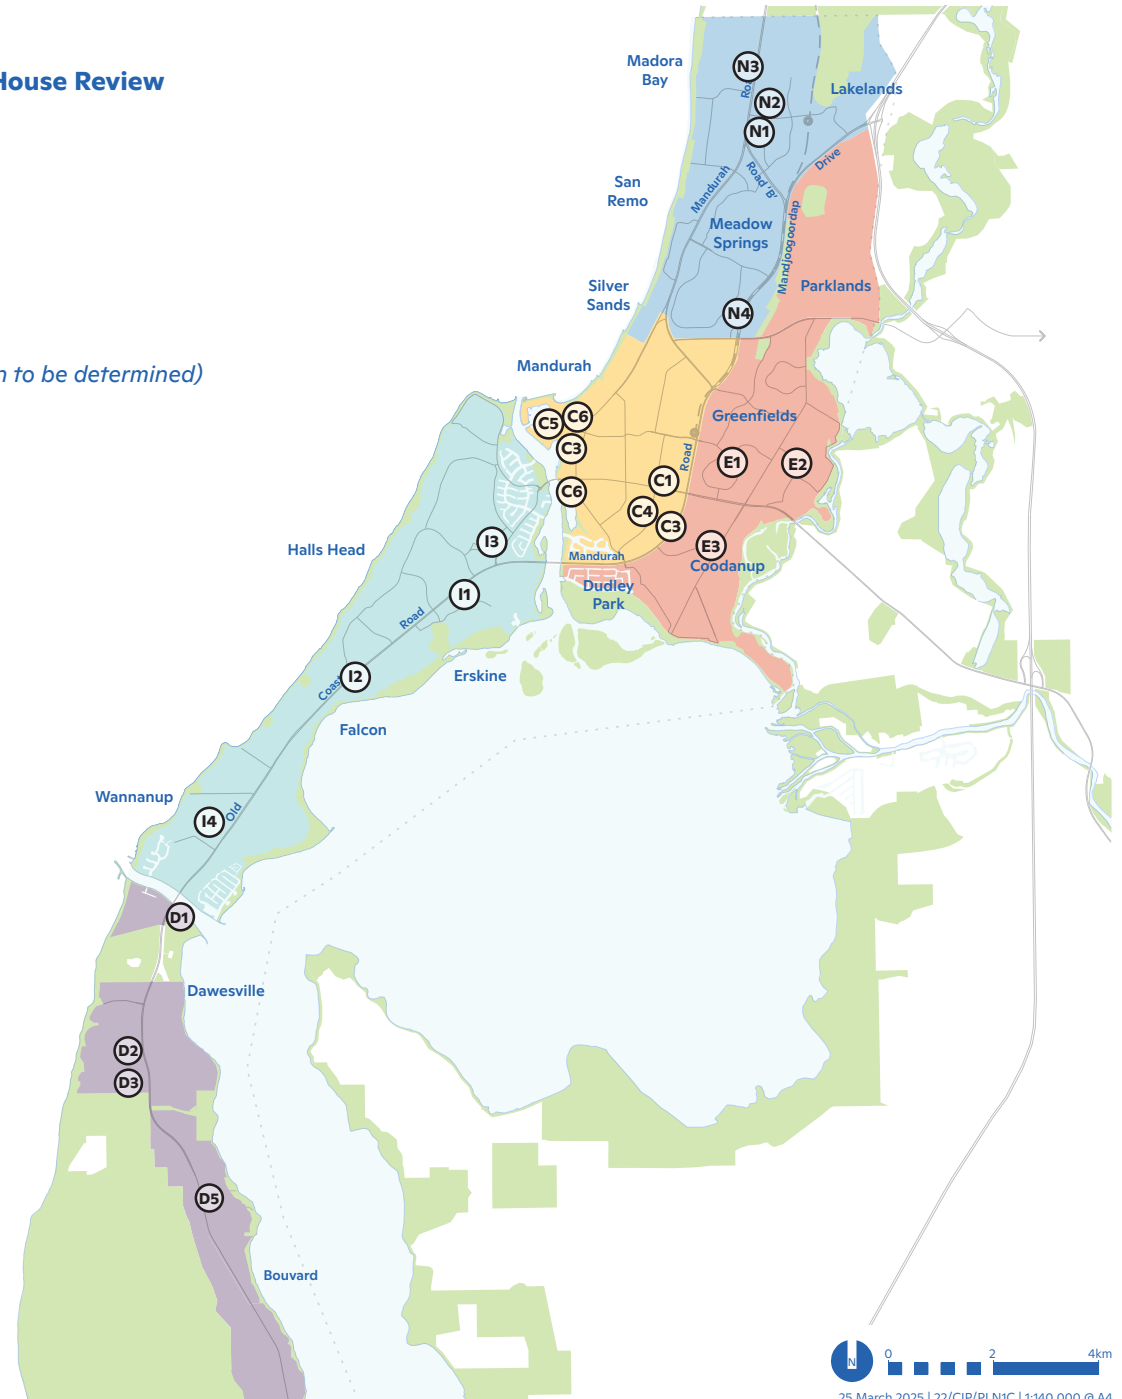 House Review
n to be determined)
Madora
Bay
N3
Lakelands
N2
N1
Drive
San
Remo
Mandurah
Road 'B'
Meadow
Springs
Mandjoogoordap
Silver
Sands
Parklands
N4
Mandurah
C5
C6
C3
Greenfields
Road
E1
E2
C6
C1
C4
C3
I3
Halls Head
E3
Mandurah
Coodanup
Dudley
Park
I1
Road
I2
Coast
Erskine
Falcon
Wannanup
I4
Old
D1
Dawesville
D2
D3
D5
Bouvard
N
0
2
4km
25 March 2025 | 22/CIP/PLN1C | 1:140,000 @ A4